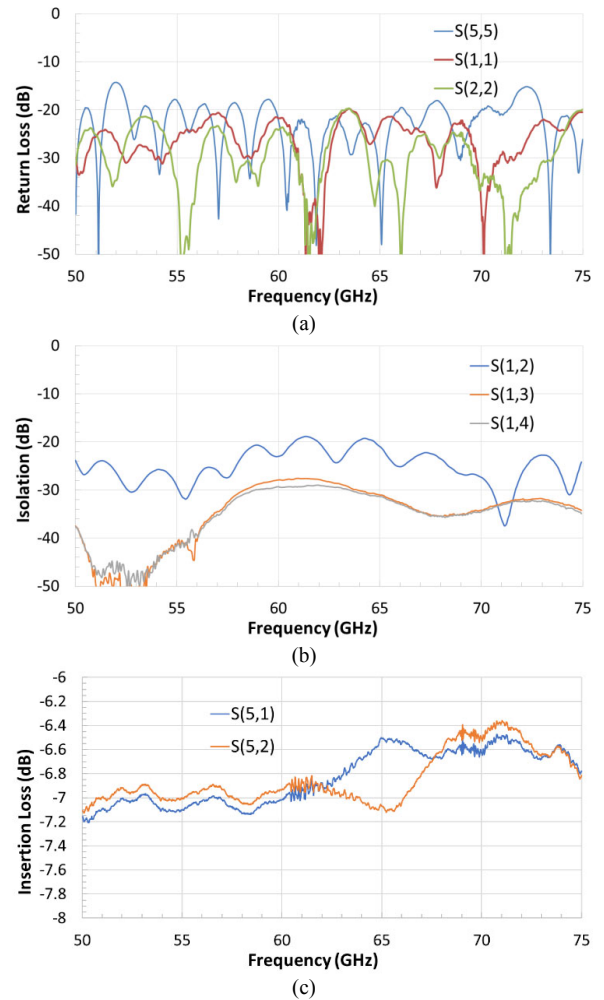 0
-10
-20
-30
-40
-50
Return Loss (dB)
S(5,5)
S(1,1)
S(2,2)
50 55 60 65 70 75
Frequency (GHz)
(a)
0
-10
-20
-30
-40
-50
Isolation (dB)
S(1,2)
S(1,3)
S(1,4)
50 55 60 65 70 75
Frequency (GHz)
(b)
-6
-6.2
-6.4
-6.6
-6.8
-7
-7.2
-7.4
-7.6
-7.8
-8
Insertion Loss (dB)
S(5,1)
S(5,2)
50 55 60 65 70 75
Frequency (GHz)
(c)